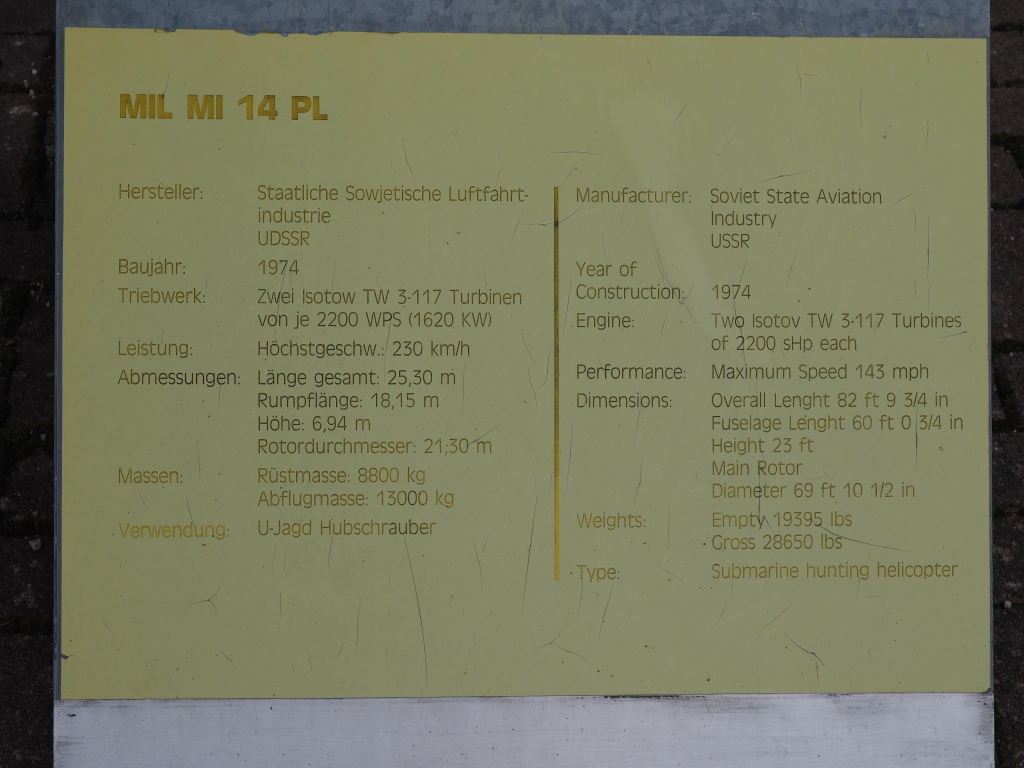 MIL MI 14 PL
Hersteller: Staatliche Sowjetische Luftfahrt-
industrie
UDSSR
Baujahr: 1974
Triebwerk: Zwei Isotow TW 3-117 Turbinen
von je 2200 WPS (1620 KW)
Leistung: Höchstgeschw.: 230 km/h
Abmessungen: Länge gesamt: 25,30 m
Rumpflänge: 18,15 m
Höhe: 6,94 m
Rotordurchmesser: 21,30 m
Massen: Rüstmasse: 8800 kg
Abflugmasse: 13000 kg
Verwendung: U-Jagd Hubschrauber
Manufacturer: Soviet State Aviation
Industry
USSR
Year of
Construction: 1974
Engine: Two Isotov TW 3-117 Turbines
of 2200 sHp each
Performance: Maximum Speed 143 mph
Dimensions: Overall Lenght 82 ft 9 3/4 in
Fuselage Lenght 60 ft 0 3/4 in
Height 23 ft
Main Rotor
Diameter 69 ft 10 1/2 in
Weights: Empty 19395 lbs
Gross 28650 lbs
Type: Submarine hunting helicopter